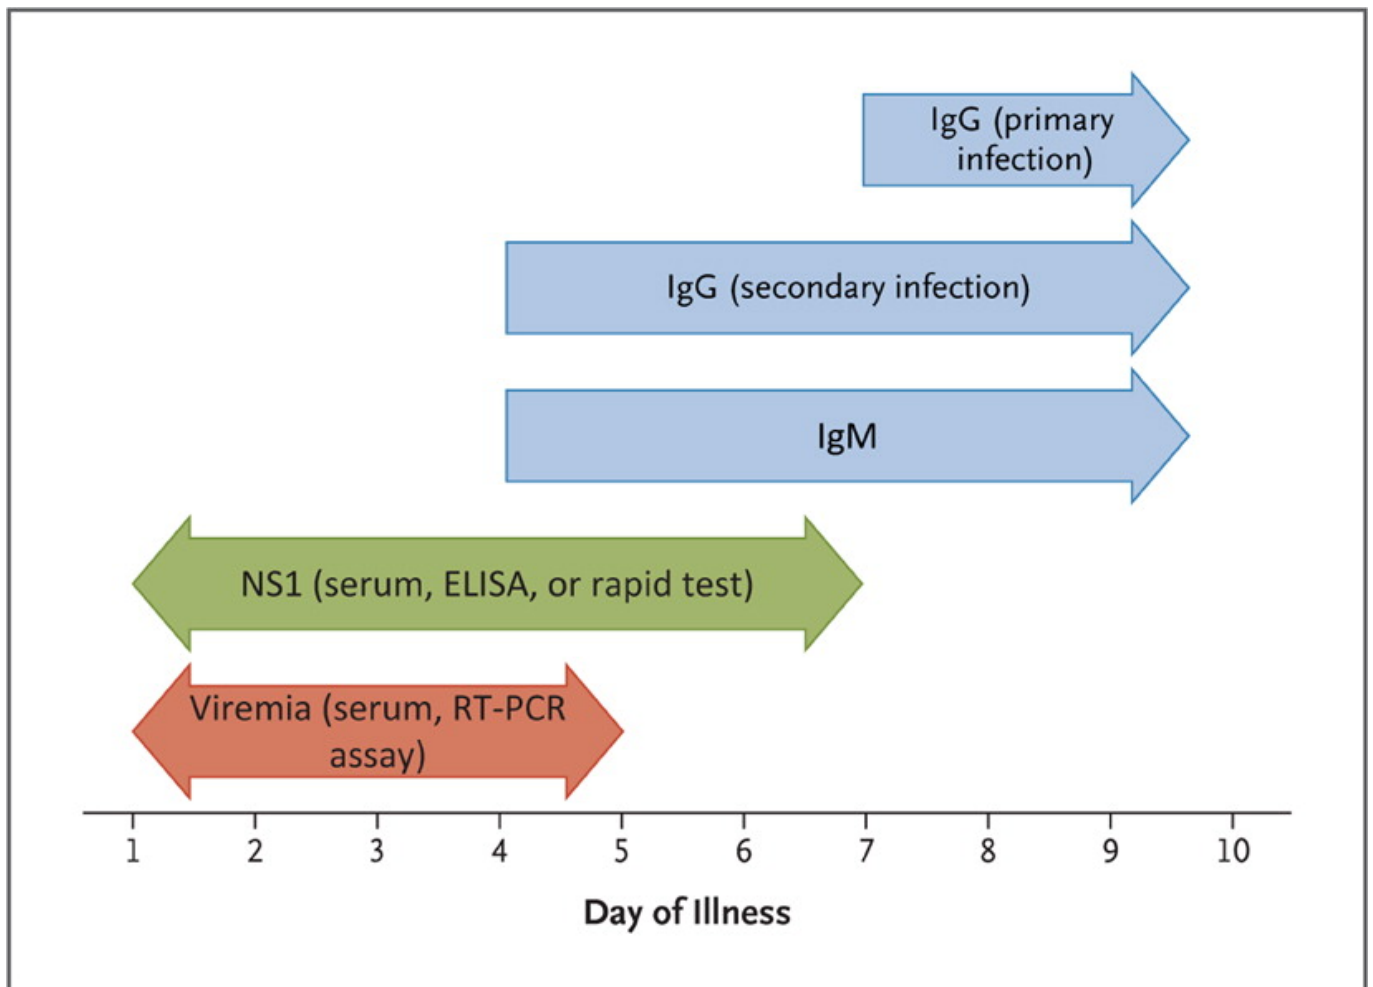 IgG (primary
infection)
IgG (secondary infection)
IgM
NS1 (serum, ELISA, or rapid test)
Viremia (serum, RT-PCR
assay)
1 2 3 4 5 6 7 8 9 10
Day of Illness